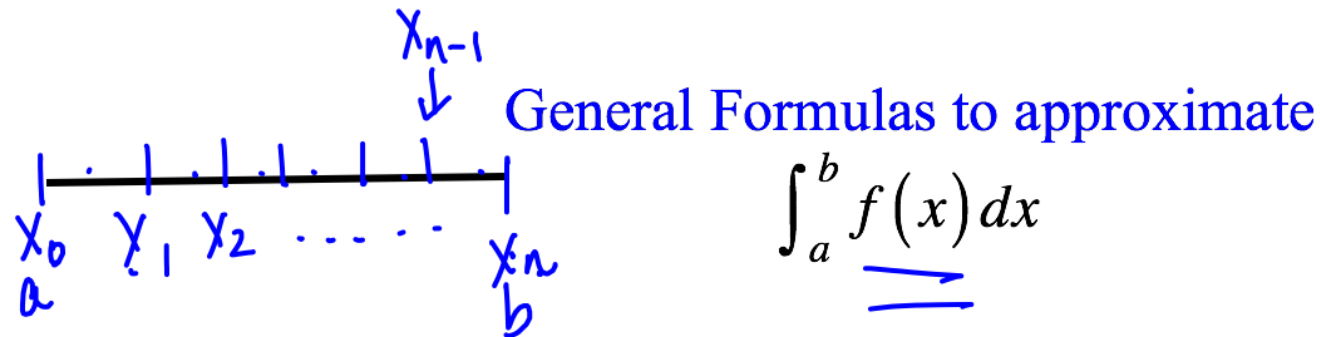 Xn-1
General Formulas to approximate
∫_a^b f(x) dx
X0 X1 X2 ....... Xn
a b